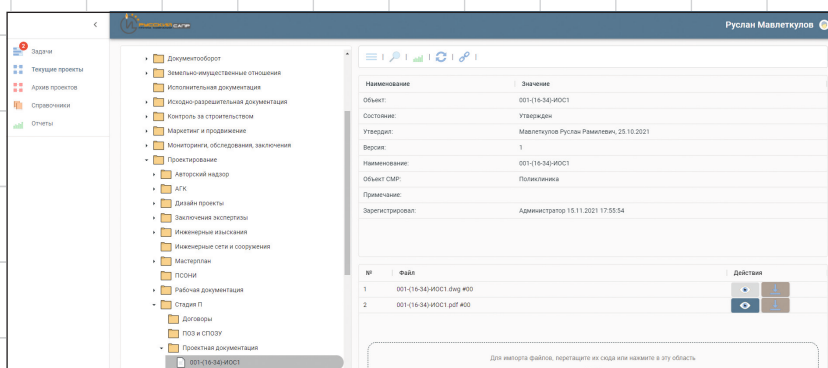 РУССКИЙ САПР
Руслан Мавлеткулов
2
Задачи
Текущие проекты
Архив проектов
Справочники
Отчеты
Документооборот
Земельно-имущественные отношения
Исполнительная документация
Исходно-разрешительная документация
Контроль за строительством
Маркетинг и продвижение
Мониторинги, обследования, заключения
Проектирование
Авторский надзор
АГК
Дизайн проекты
Заключения экспертизы
Инженерные изыскания
Инженерные сети и сооружения
Мастерплан
ПСОНИ
Рабочая документация
Стадия П
Договоры
ПОЗ и СПОЗУ
Проектная документация
001-(16-34)-ИОС1
Наименование Значение
Объект: 001-(16-34)-ИОС1
Состояние: Утвержден
Утвердил: Мавлеткулов Руслан Рамилевич, 25.10.2021
Версия: 1
Наименование: 001-(16-34)-ИОС1
Объект СМР: Поликлиника
Примечание:
Зарегистрировал: Администратор 15.11.2021 17:55:54
№ Файл Действия
1 001-(16-34)-ИОС1.dwg #00
2 001-(16-34)-ИОС1.pdf #00
Для импорта файлов, перетащите их сюда или нажмите в эту область